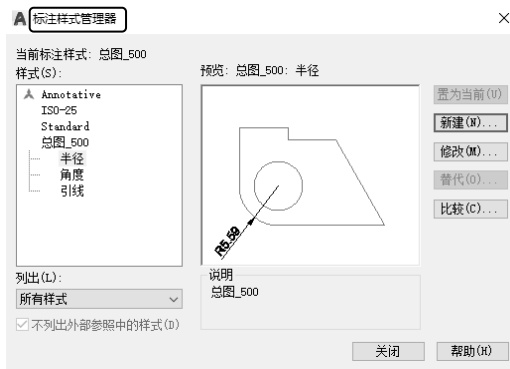 标注样式管理器
当前标注样式: 总图_500
样式(S):
Annotative
ISO-25
Standard
总图_500
半径
角度
引线
预览: 总图_500: 半径
R5.59
置为当前(U)
新建(N)...
修改(M)...
替代(O)...
比较(C)...
列出(L):
所有样式
不列出外部参照中的样式(D)
说明
总图_500
关闭
帮助(H)